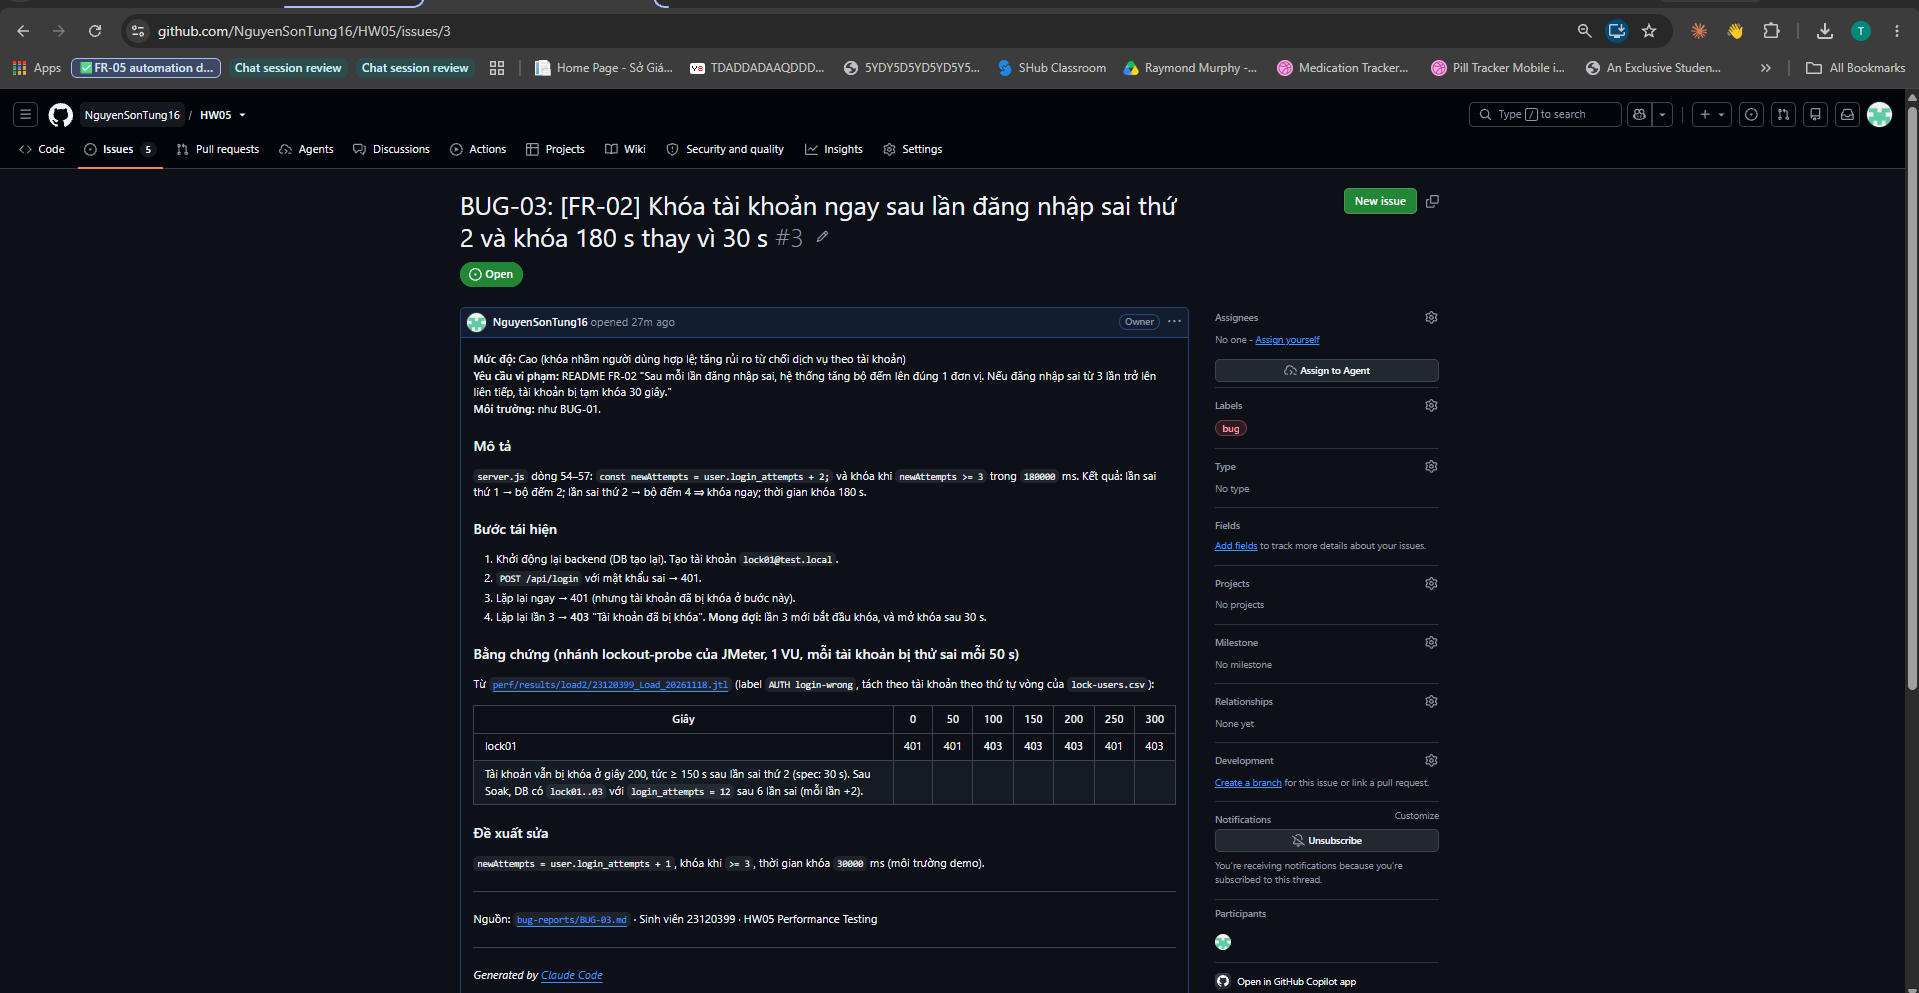 github.com/NguyenSonTung16/HW05/issues/3
T
Apps
FR-05 automation d...
Chat session review
Chat session review
Home Page - Sở Giá...
TDADDADAAQDDD...
5YDY5D5YD5YD5Y5...
SHub Classroom
Raymond Murphy -...
Medication Tracker...
Pill Tracker Mobile i...
An Exclusive Studen...
All Bookmarks
NguyenSonTung16 / HW05
Type / to search
Code
Issues 5
Pull requests
Agents
Discussions
Actions
Projects
Wiki
Security and quality
Insights
Settings
BUG-03: [FR-02] Khóa tài khoản ngay sau lần đăng nhập sai thứ
2 và khóa 180 s thay vì 30 s #3
New issue
Open
NguyenSonTung16 opened 27m ago
Owner
Mức độ: Cao (khóa nhầm người dùng hợp lệ; tăng rủi ro từ chối dịch vụ theo tài khoản)
Yêu cầu vi phạm: README FR-02 "Sau mỗi lần đăng nhập sai, hệ thống tăng bộ đếm lên đúng 1 đơn vị. Nếu đăng nhập sai từ 3 lần trở lên
liên tiếp, tài khoản bị tạm khóa 30 giây."
Môi trường: như BUG-01.
Mô tả
server.js dòng 54–57: const newAttempts = user.login_attempts + 2; và khóa khi newAttempts >= 3 trong 180000 ms. Kết quả: lần sai
thứ 1 → bộ đếm 2; lần sai thứ 2 → bộ đếm 4 ⇒ khóa ngay; thời gian khóa 180 s.
Bước tái hiện
1. Khởi động lại backend (DB tạo lại). Tạo tài khoản lock01@test.local.
2. POST /api/login với mật khẩu sai → 401.
3. Lặp lại ngay → 401 (nhưng tài khoản đã bị khóa ở bước này).
4. Lặp lại lần 3 → 403 "Tài khoản đã bị khóa". Mong đợi: lần 3 mới bắt đầu khóa, và mở khóa sau 30 s.
Bằng chứng (nhánh lockout-probe của JMeter, 1 VU, mỗi tài khoản bị thử sai mỗi 50 s)
Từ perf/results/load2/23120399_Load_20261118.jtl (label AUTH login-wrong, tách theo tài khoản theo thứ tự vòng của lock-users.csv):
Giây 0 50 100 150 200 250 300
lock01 401 401 403 403 403 401 403
Tài khoản vẫn bị khóa ở giây 200, tức ≥ 150 s sau lần sai thứ 2 (spec: 30 s). Sau
Soak, DB có lock01..03 với login_attempts = 12 sau 6 lần sai (mỗi lần +2).
Đề xuất sửa
newAttempts = user.login_attempts + 1, khóa khi >= 3, thời gian khóa 30000 ms (môi trường demo).
Nguồn: bug-reports/BUG-03.md · Sinh viên 23120399 · HW05 Performance Testing
Generated by Claude Code
Assignees
No one - Assign yourself
Assign to Agent
Labels
bug
Type
No type
Fields
Add fields to track more details about your issues.
Projects
No projects
Milestone
No milestone
Relationships
None yet
Development
Create a branch for this issue or link a pull request.
Notifications
Customize
Unsubscribe
You're receiving notifications because you're
subscribed to this thread.
Participants
Open in GitHub Copilot app